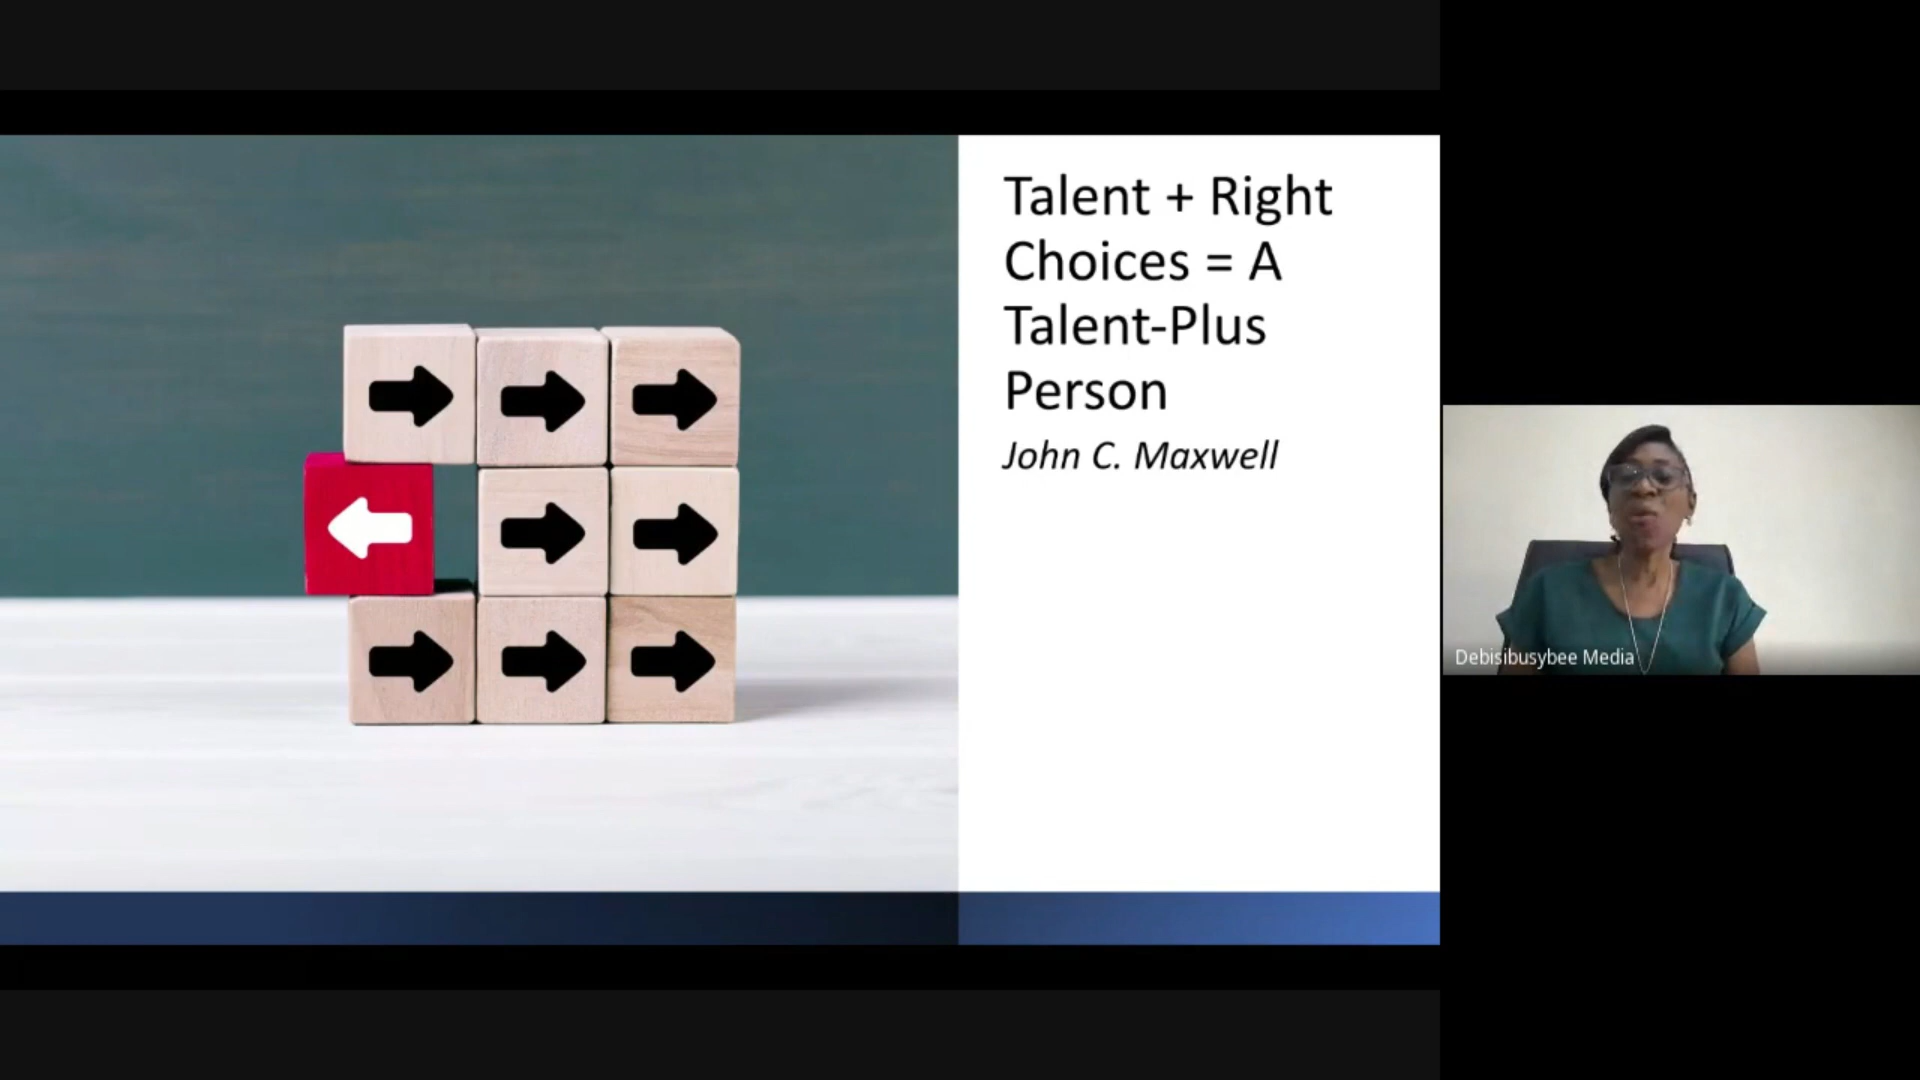 Talent + Right
Choices = A
Talent-Plus
Person
John C. Maxwell
Debisibusybee Media